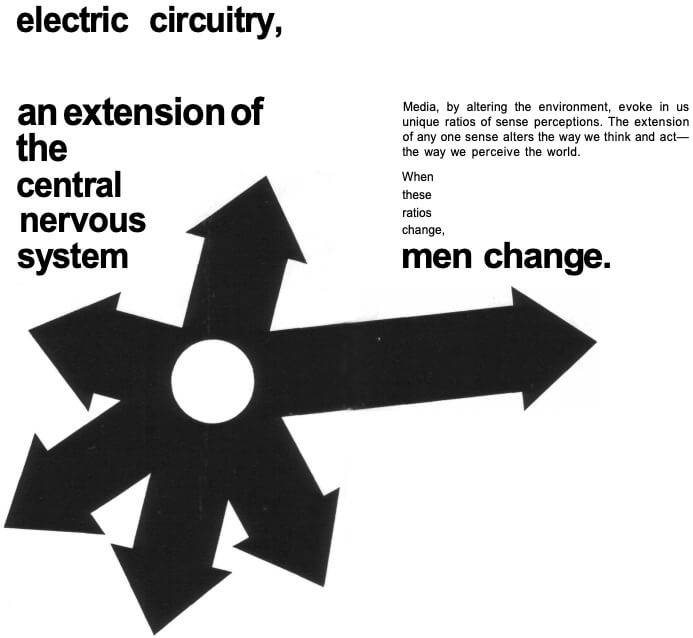 electric circuitry,
an extension of
the
central
nervous
system
Media, by altering the environment, evoke in us
unique ratios of sense perceptions. The extension
of any one sense alters the way we think and act—
the way we perceive the world.
When
these
ratios
change,
men change.